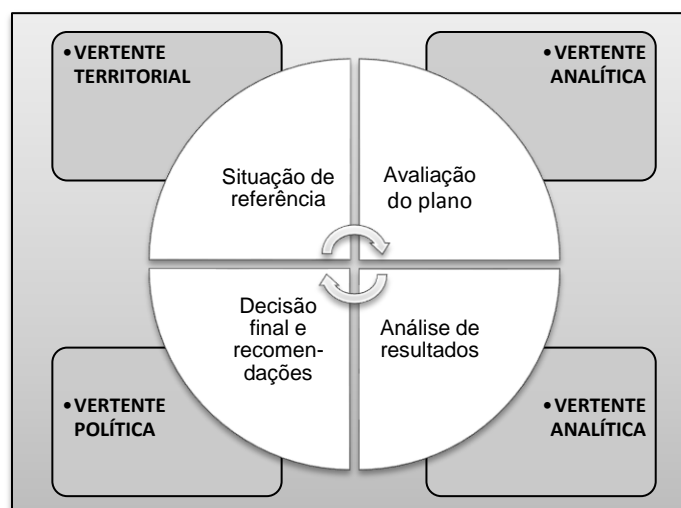 •VERTENTE
TERRITORIAL
•VERTENTE
ANALÍTICA
Situação de
referência
Avaliação
do plano
Decisão
final e
recomen-
dações
Análise de
resultados
•VERTENTE
POLÍTICA
•VERTENTE
ANALÍTICA